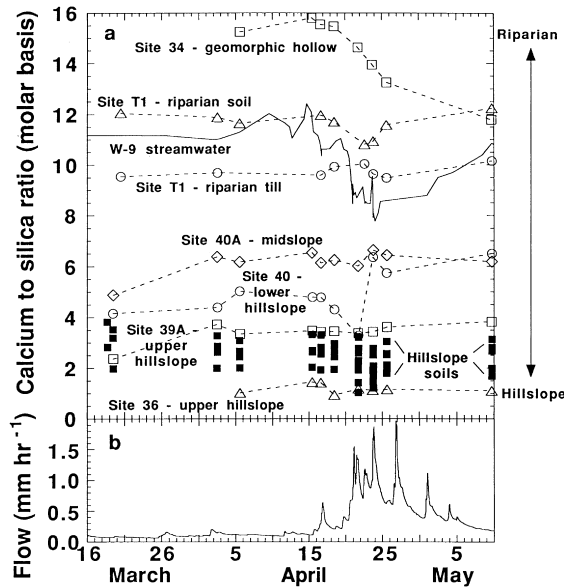 16
a
Riparian
Site 34 - geomorphic hollow
14
Site T1 - riparian soil
12
W-9 streamwater
10
Site T1 - riparian till
8
Site 40A - midslope
6
Site 40 -
lower
hillslope
4
Site 39A
upper
hillslope
Hillslope
soils
2
Hillslope
Site 36 - upper hillslope
0
Calcium to silica ratio (molar basis)
b
1.5
1.0
0.5
0.0
Flow (mm hr-1)
16 26 5 15 25 5
March April May